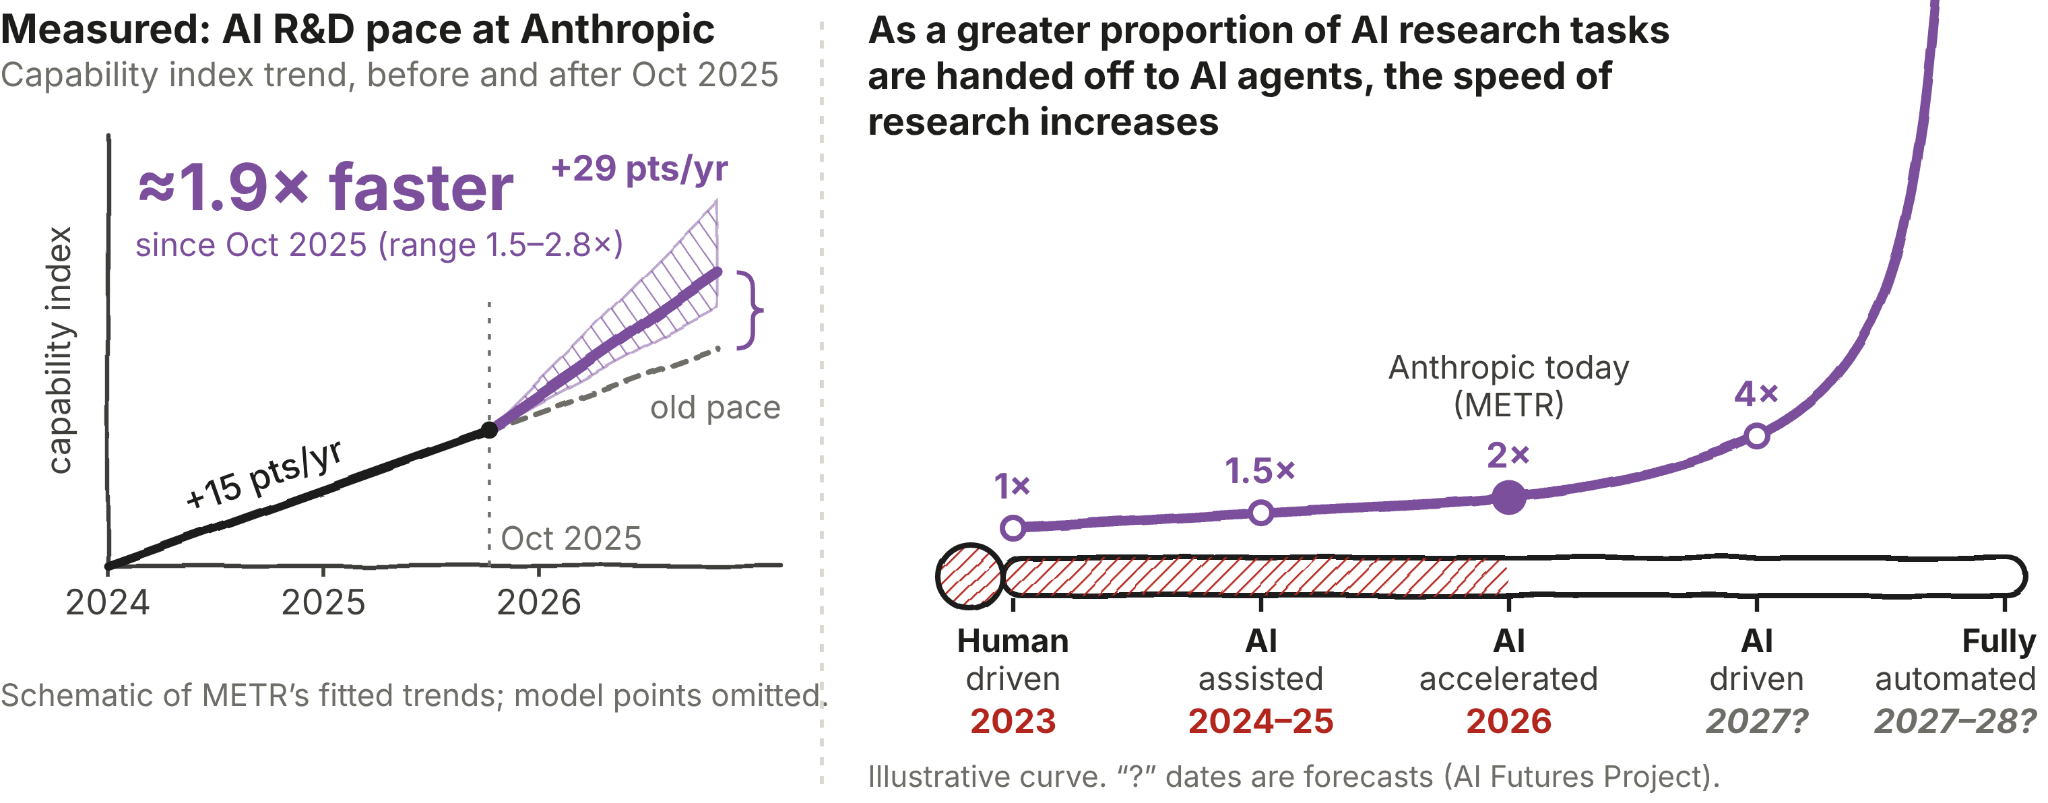 Measured: AI R&D pace at Anthropic
Capability index trend, before and after Oct 2025
≈1.9× faster
+29 pts/yr
since Oct 2025 (range 1.5–2.8×)
capability index
old pace
+15 pts/yr
Oct 2025
2024
2025
2026
Schematic of METR’s fitted trends; model points omitted.
As a greater proportion of AI research tasks
are handed off to AI agents, the speed of
research increases
Anthropic today
(METR)
1×
1.5×
2×
4×
Human
driven
2023
AI
assisted
2024–25
AI
accelerated
2026
AI
driven
2027?
Fully
automated
2027–28?
Illustrative curve. “?” dates are forecasts (AI Futures Project).